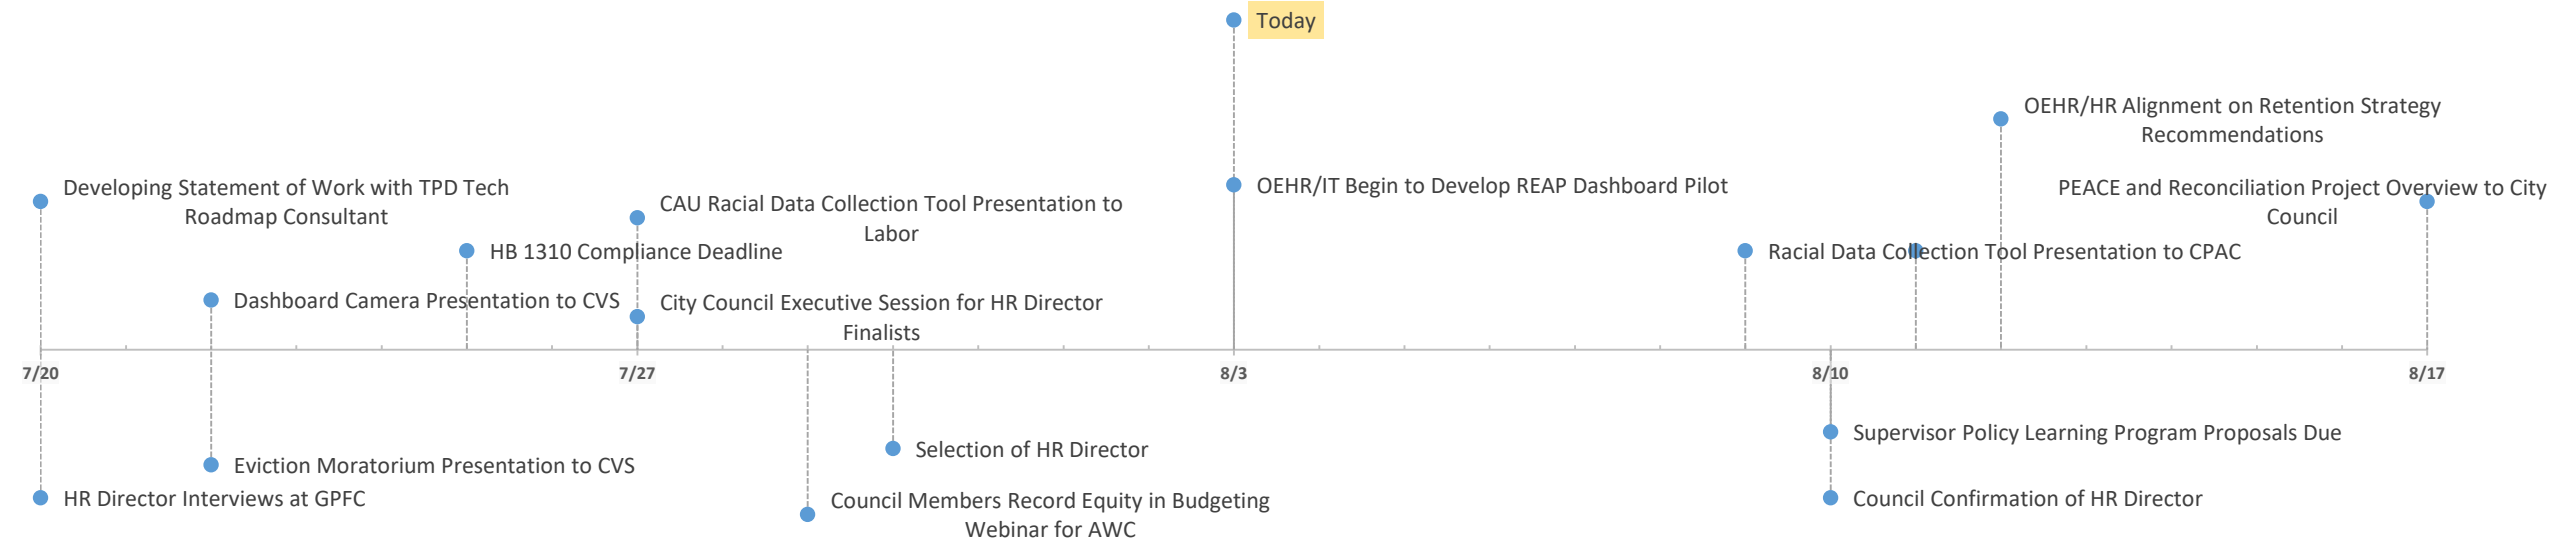 Today
OEHR/HR Alignment on Retention Strategy
Recommendations
Developing Statement of Work with TPD Tech
Roadmap Consultant
CAU Racial Data Collection Tool Presentation to
Labor
OEHR/IT Begin to Develop REAP Dashboard Pilot
PEACE and Reconciliation Project Overview to City
Council
HB 1310 Compliance Deadline
Racial Data Collection Tool Presentation to CPAC
Dashboard Camera Presentation to CVS
City Council Executive Session for HR Director
Finalists
7/20
7/27
8/3
8/10
8/17
Supervisor Policy Learning Program Proposals Due
Selection of HR Director
Eviction Moratorium Presentation to CVS
HR Director Interviews at GPFC
Council Members Record Equity in Budgeting
Webinar for AWC
Council Confirmation of HR Director